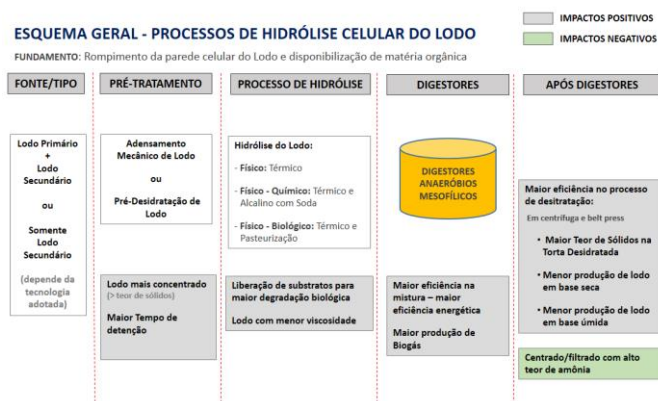 ESQUEMA GERAL - PROCESSOS DE HIDRÓLISE CELULAR DO LODO
IMPACTOS POSITIVOS
IMPACTOS NEGATIVOS
FUNDAMENTO: Rompimento da parede celular do Lodo e disponibilização de matéria orgânica
FONTE/TIPO
PRÉ-TRATAMENTO
PROCESSO DE HIDRÓLISE
DIGESTORES
APÓS DIGESTORES
Lodo Primário
+
Lodo
Secundário
ou
Somente
Lodo
Secundário
(depende da
tecnologia
adotada)
Adensamento
Mecânico de Lodo
ou
Pré-Desidratação de
Lodo
Lodo mais concentrado
(> teor de sólidos)
Maior Tempo de
detenção
Hidrólise do Lodo:
- Físico: Térmico
- Físico - Químico: Térmico e
Alcalino com Soda
- Físico - Biológico: Térmico e
Pasteurização
Liberação de substratos para
maior degradação biológica
Lodo com menor viscosidade
DIGESTORES
ANAERÓBIOS
MESOFÍLICOS
Maior eficiência na
mistura – maior
eficiência energética
Maior produção de
Biogás
Maior eficiência no processo
de desitratação:
Em centrifuga e belt press
• Maior Teor de Sólidos na
Torta Desidratada
• Menor produção de lodo
em base seca
• Menor produção de lodo
em base úmida
Centrado/filtrado com alto
teor de amônia